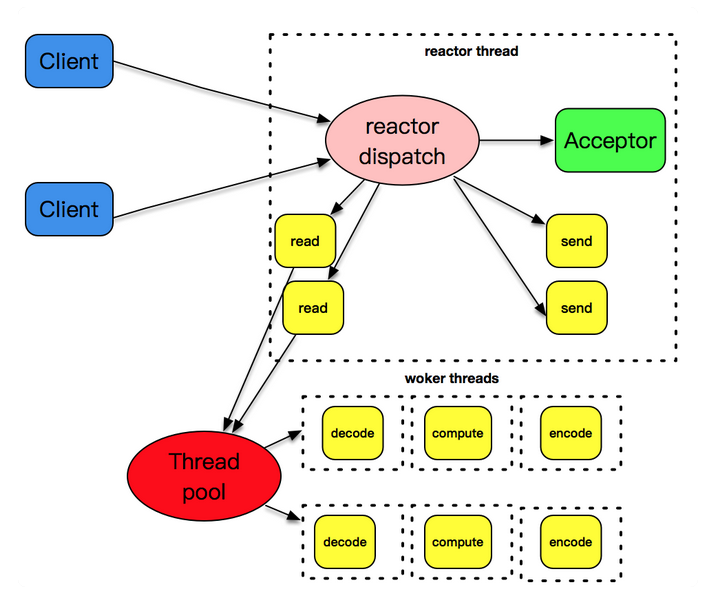 reactor thread
Client
reactor
dispatch
Acceptor
Client
read
send
read
send
woker threads
decode
compute
encode
Thread
pool
decode
compute
encode